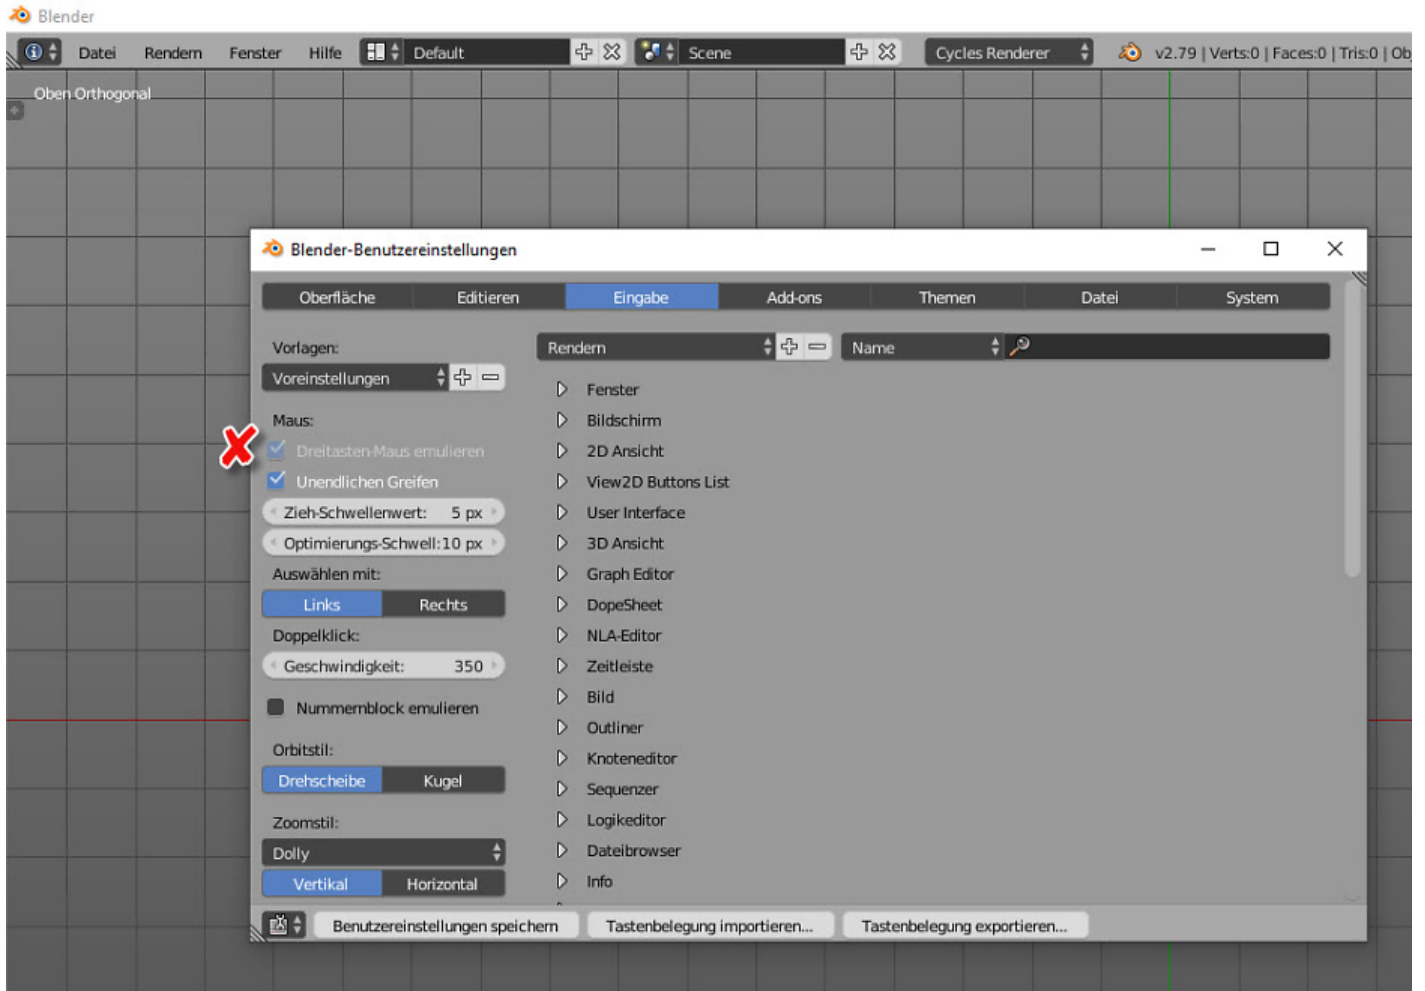 Blender
Datei Rendern Fenster Hilfe Default Scene Cycles Renderer v2.79 | Verts:0 | Faces:0 | Tris:0 | Ob
Oben Orthogonal
Blender-Benutzereinstellungen
Oberfläche Editieren Eingabe Add-ons Themen Datei System
Vorlagen:
Voreinstellungen
Maus:
Dreitasten-Maus emulieren
Unendlichen Greifen
Zieh-Schwellenwert: 5 px
Optimierungs-Schwell: 10 px
Auswählen mit:
Links Rechts
Doppelklick:
Geschwindigkeit: 350
Nummernblock emulieren
Orbitstil:
Drehscheibe Kugel
Zoomstil:
Dolly
Vertikal Horizontal
Rendern Name
Fenster
Bildschirm
2D Ansicht
View2D Buttons List
User Interface
3D Ansicht
Graph Editor
DopeSheet
NLA-Editor
Zeitleiste
Bild
Outliner
Knoteneditor
Sequenzer
Logikeditor
Dateibrowser
Info
Benutzereinstellungen speichern Tastenbelegung importieren... Tastenbelegung exportieren...